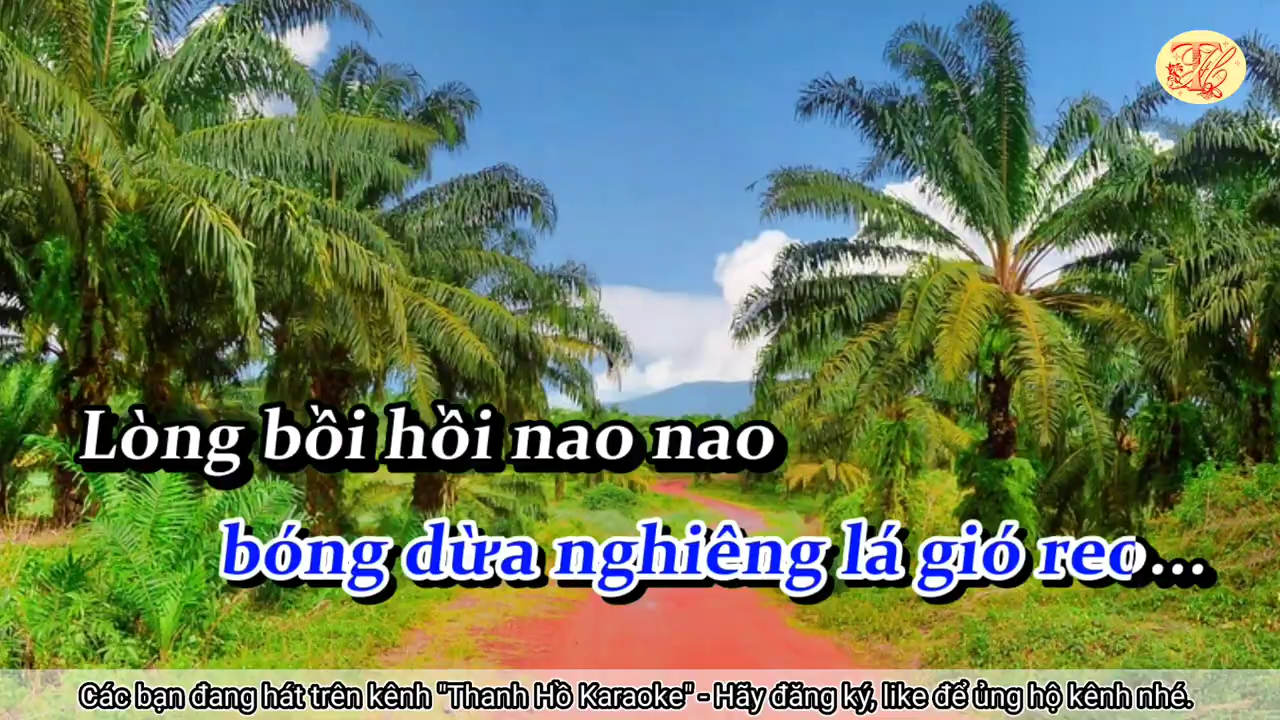 Lòng bồi hồi nao nao
bóng dừa nghiêng lá gió reo...
Các bạn đang hát trên kênh "Thanh Hồ Karaoke" - Hãy đăng ký, like để ủng hộ kênh nhé.